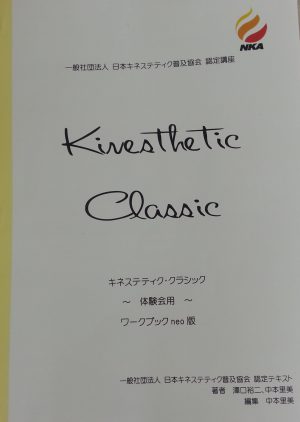 NKA
一般社団法人 日本キネステティク普及協会 認定講座
Kinesthetic
Classic
キネステティク・クラシック
～ 体験会用 ～
ワークブック neo 版
一般社団法人 日本キネステティク普及協会 認定テキスト
著者 澤口裕二、中本里美
編集 中本里美